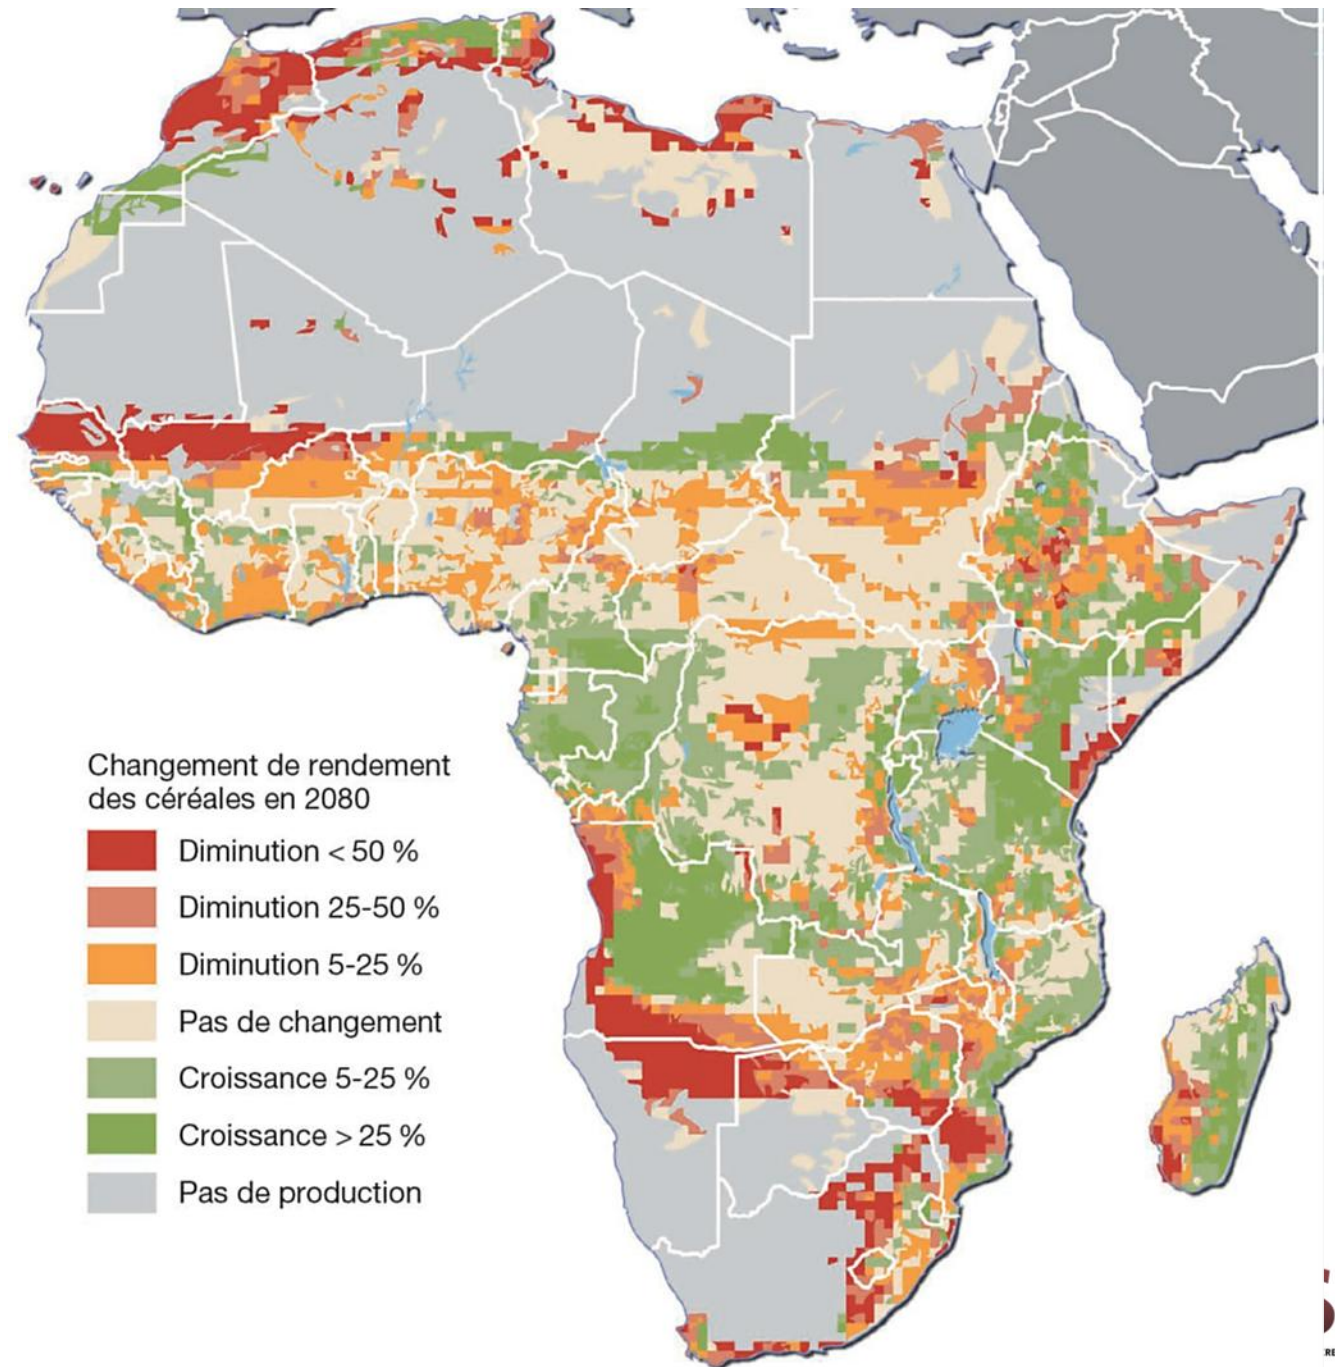 Changement de rendement
des céréales en 2080
Diminution < 50 %
Diminution 25-50 %
Diminution 5-25 %
Pas de changement
Croissance 5-25 %
Croissance > 25 %
Pas de production